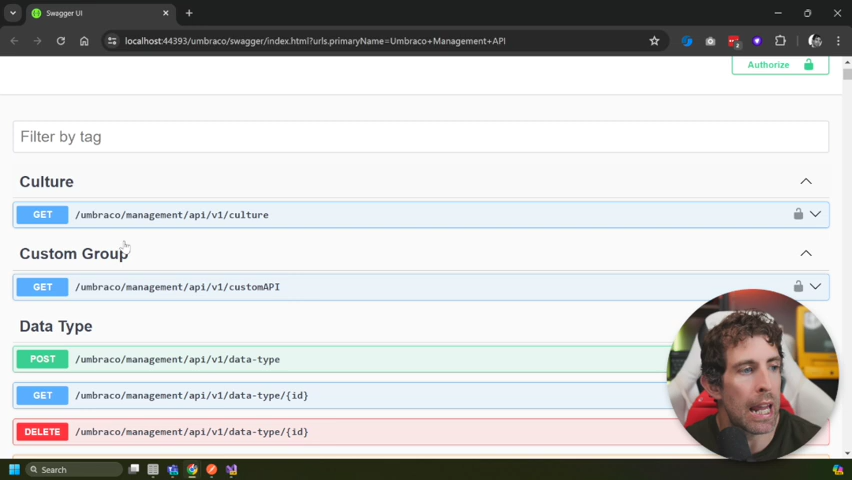 Swagger UI
localhost:44393/umbraco/swagger/index.html?urls.primaryName=Umbraco+Management+API
2
Authorize
Filter by tag
Culture
GET /umbraco/management/api/v1/culture
Custom Group
GET /umbraco/management/api/v1/customAPI
Data Type
POST /umbraco/management/api/v1/data-type
GET /umbraco/management/api/v1/data-type/{id}
DELETE /umbraco/management/api/v1/data-type/{id}
Search